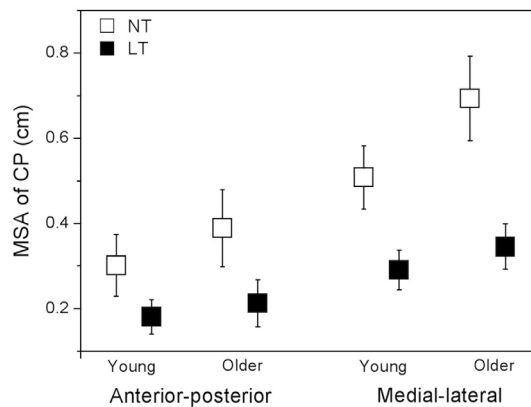 NT
LT
MSA of CP (cm)
0.8
0.6
0.4
0.2
Young Older Young Older
Anterior-posterior Medial-lateral